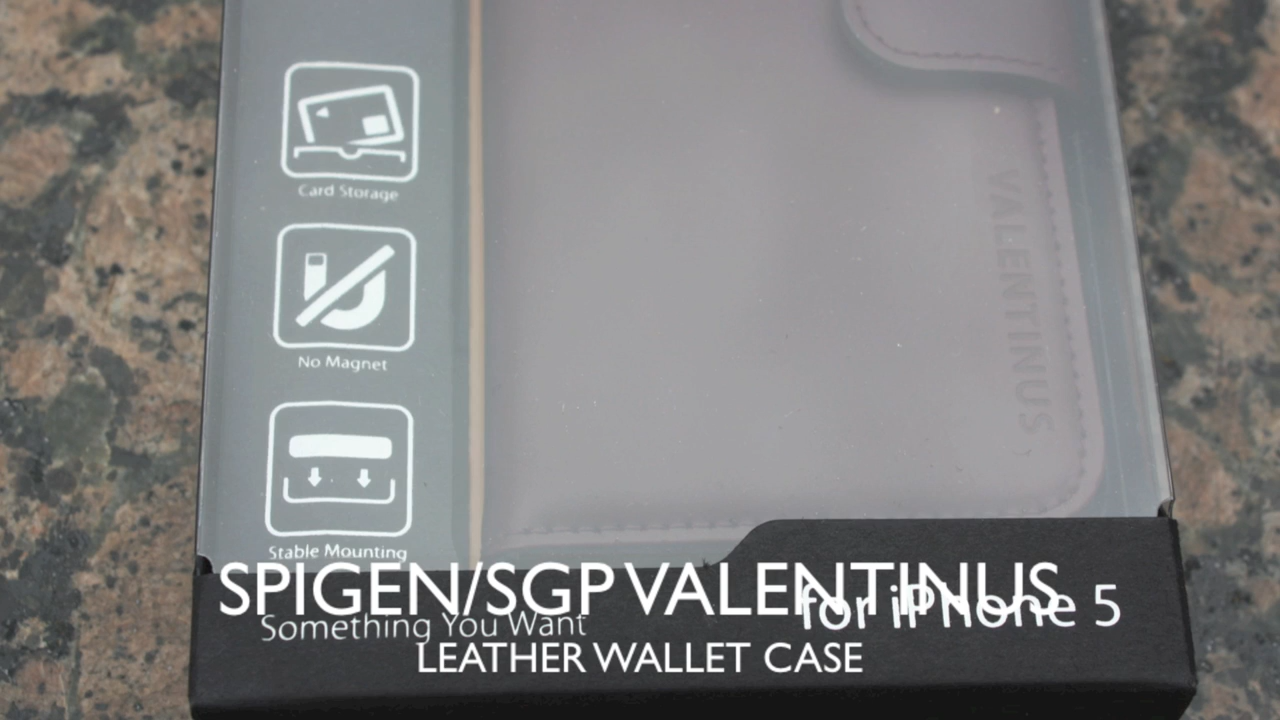 Card Storage
No Magnet
Stable Mounting
VALENTINUS
SPIGEN/SGP VALENTINUS
for iPhone 5
Something You Want
LEATHER WALLET CASE